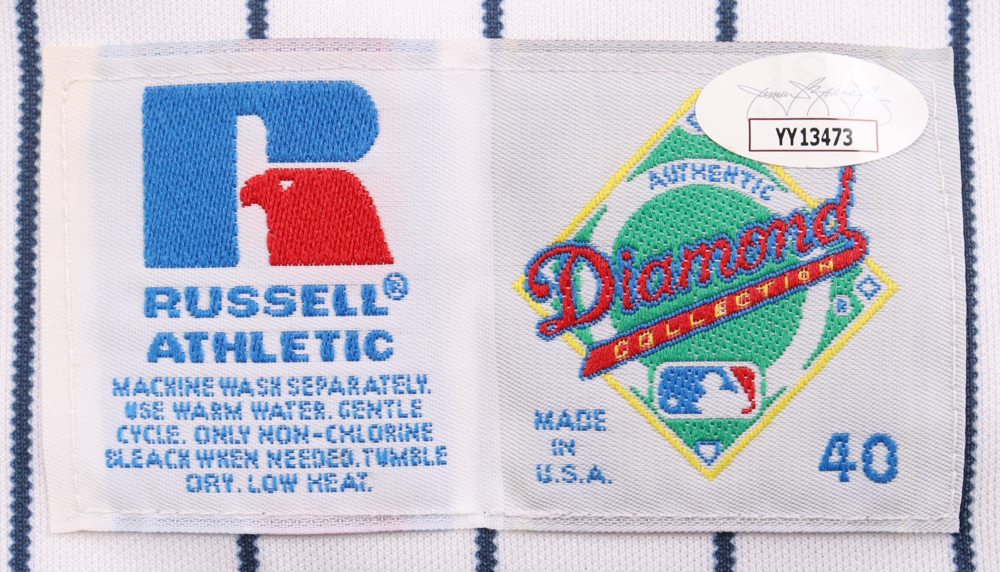 RUSSELL®
ATHLETIC
MACHINE WASH SEPARATELY.
USE WARM WATER. GENTLE
CYCLE. ONLY NON-CHLORINE
BLEACH WHEN NEEDED. TUMBLE
DRY. LOW HEAT.
YY13473
AUTHENTIC
Diamond
COLLECTION
®
MADE
IN
U.S.A.
40